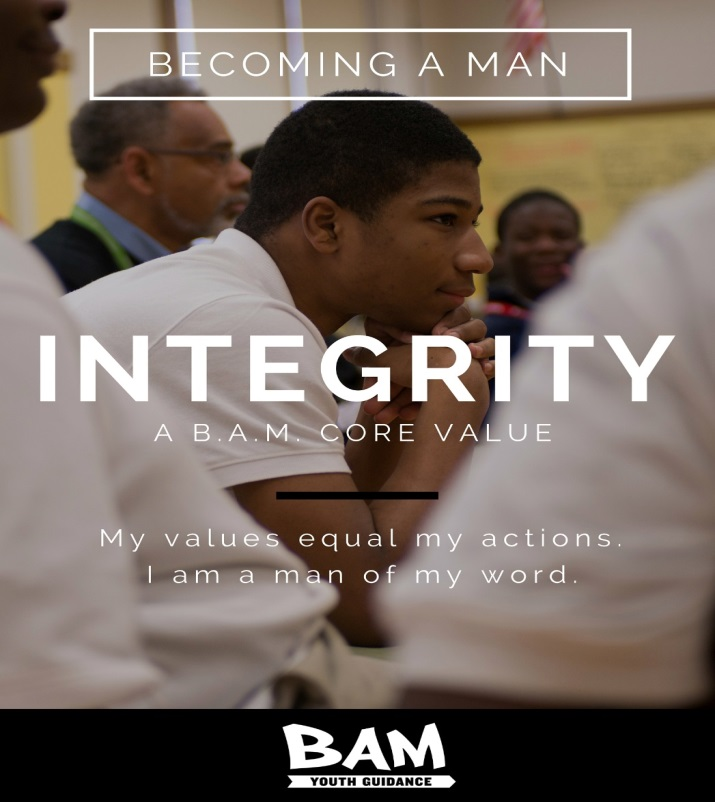 BECOMING A MAN
INTEGRITY
A B.A.M. CORE VALUE
My values equal my actions.
I am a man of my word.
BAM
YOUTH GUIDANCE